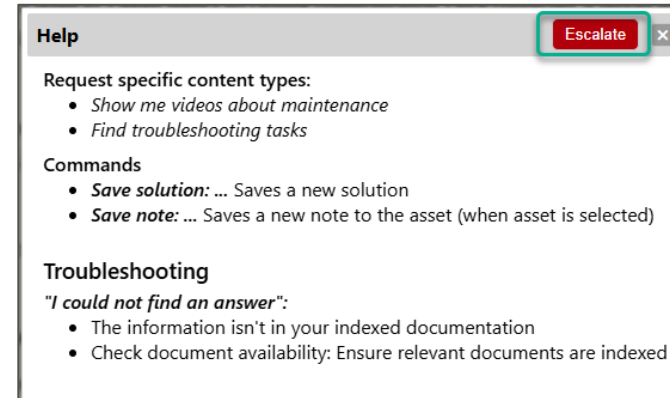 Help
Escalate
×
Request specific content types:
• Show me videos about maintenance
• Find troubleshooting tasks
Commands
• Save solution: ... Saves a new solution
• Save note: ... Saves a new note to the asset (when asset is selected)
Troubleshooting
"I could not find an answer":
• The information isn't in your indexed documentation
• Check document availability: Ensure relevant documents are indexed